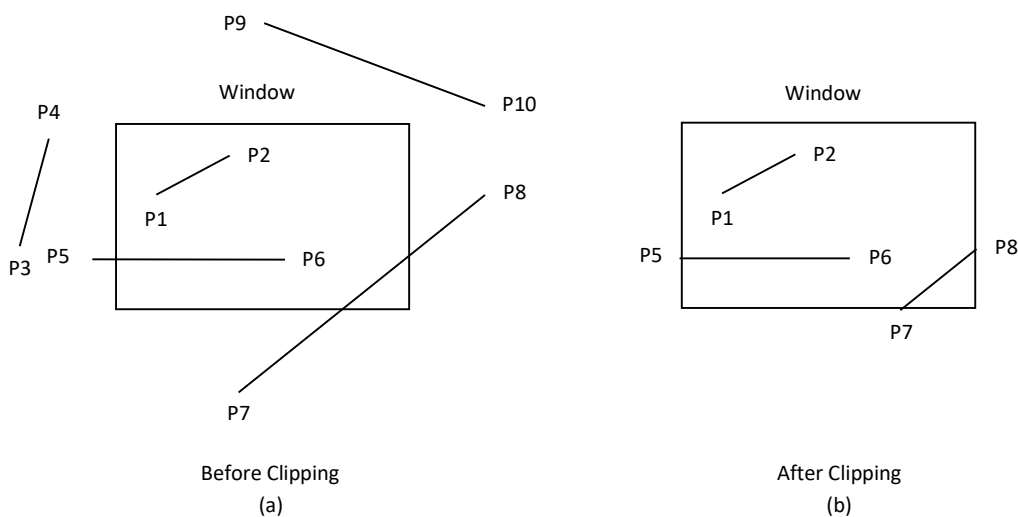 P9
P10
Window
P4
P2
P1
P8
P3
P5
P6
P7
Before Clipping
(a)
Window
P2
P1
P5
P6
P8
P7
After Clipping
(b)